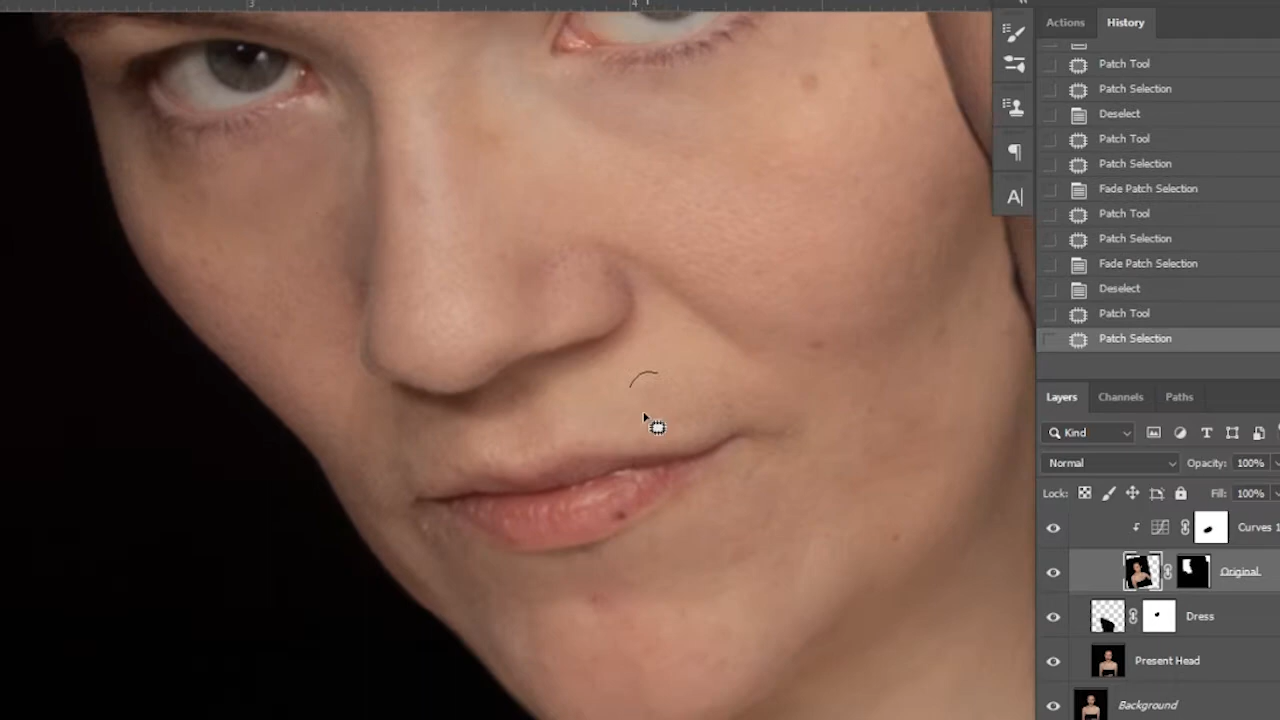 3
4
Actions History
Patch Tool
Patch Selection
Deselect
Patch Tool
Patch Selection
Fade Patch Selection
Patch Tool
Patch Selection
Fade Patch Selection
Deselect
Patch Tool
Patch Selection
Layers Channels Paths
Kind
Normal Opacity: 100%
Lock: Fill: 100%
Curves 1
Original
Dress
Present Head
Background